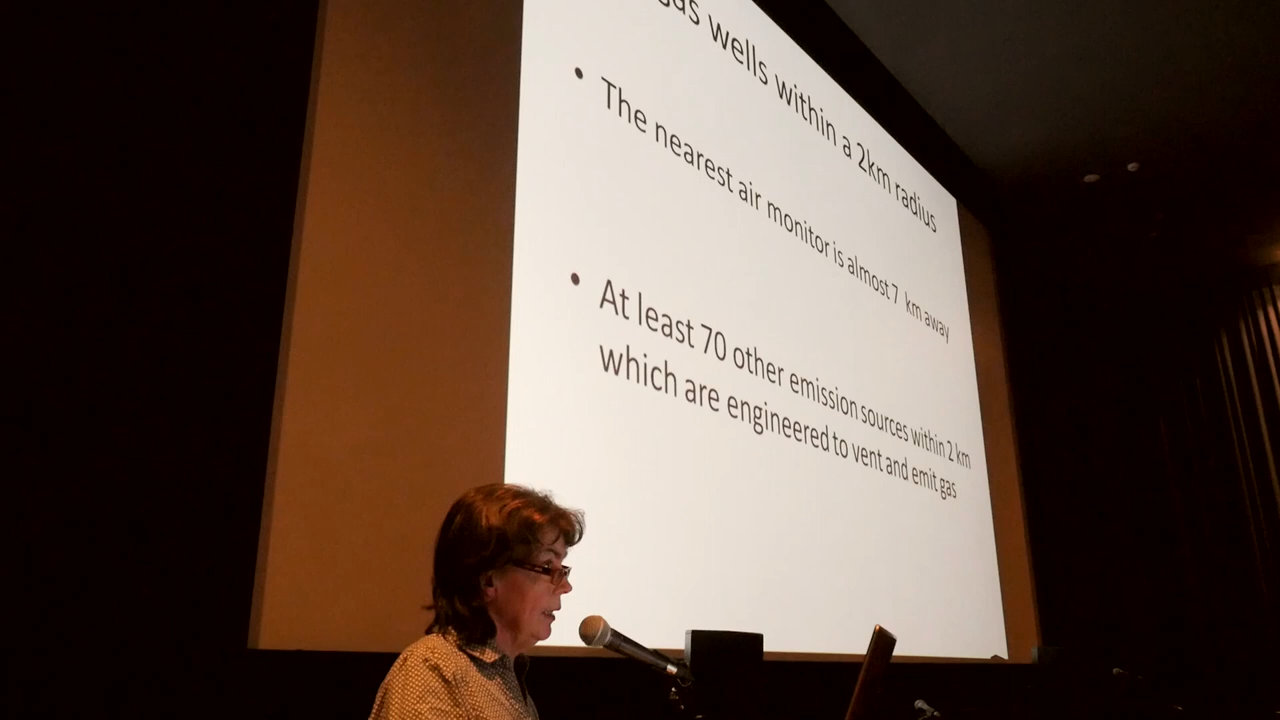 gas wells within a 2km radius
• The nearest air monitor is almost 7 km away
• At least 70 other emission sources within 2 km
which are engineered to vent and emit gas